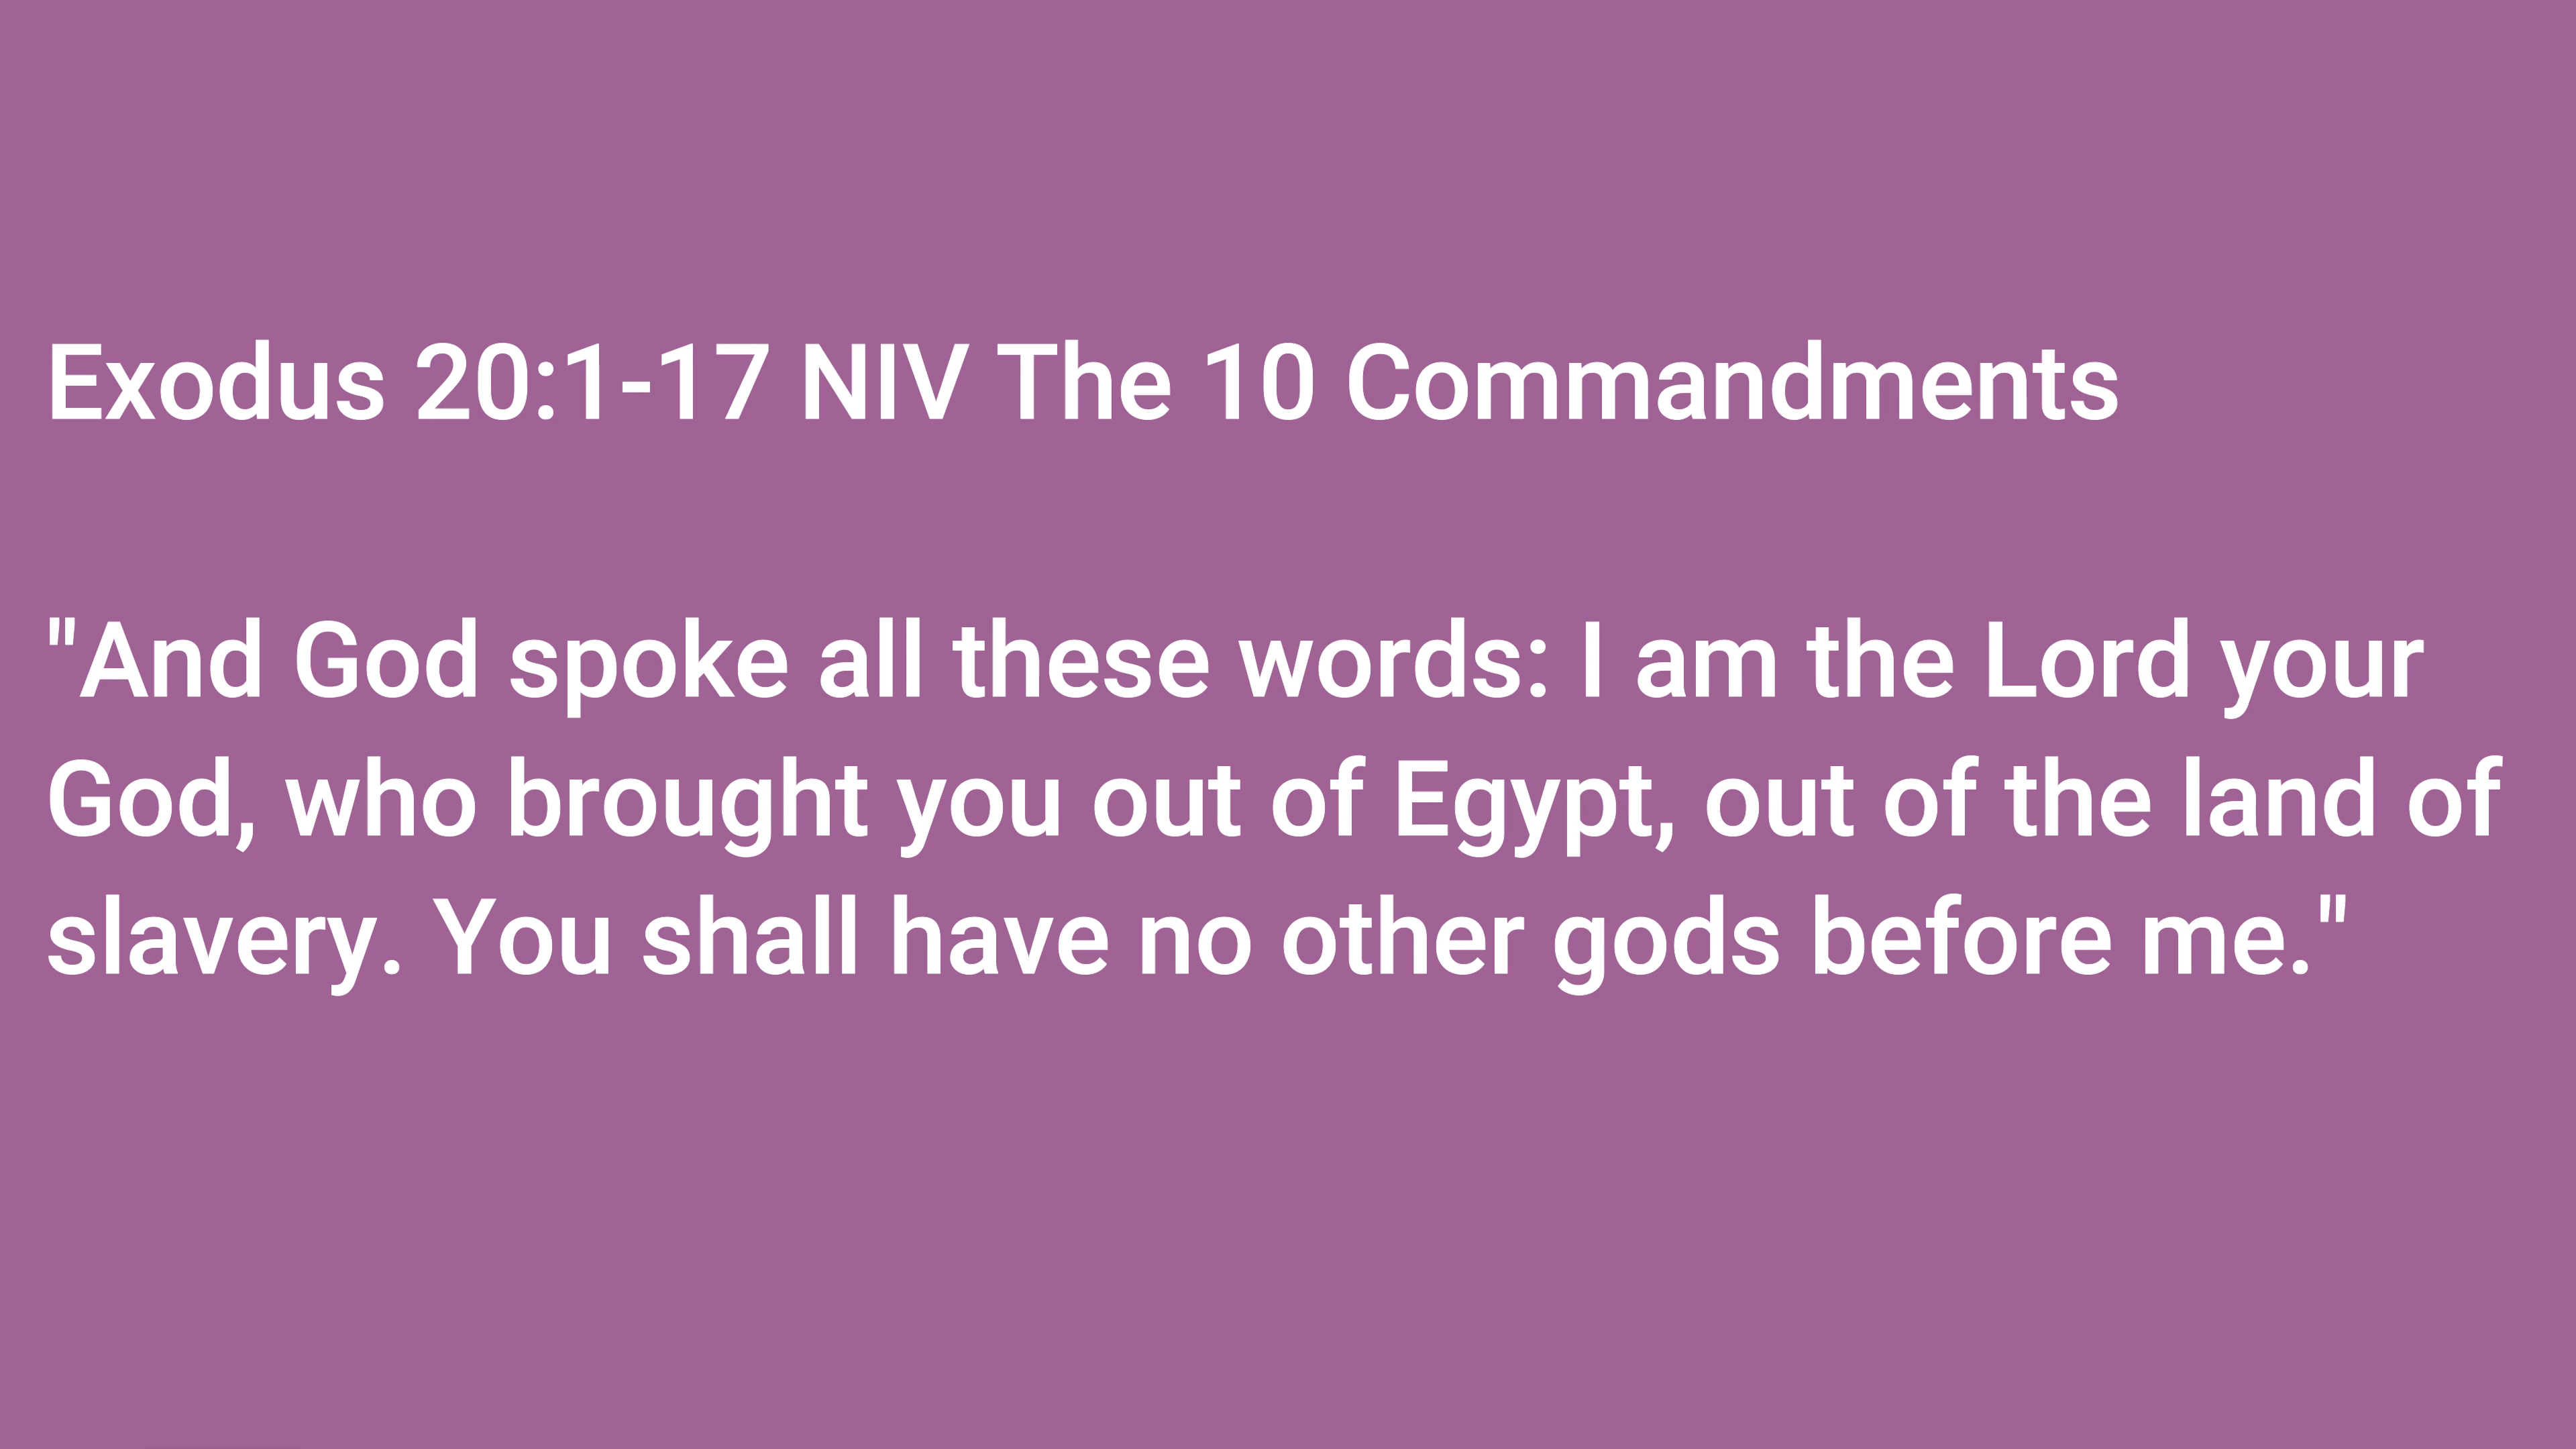 Exodus 20:1-17 NIV The 10 Commandments
"And God spoke all these words: I am the Lord your
God, who brought you out of Egypt, out of the land of
slavery. You shall have no other gods before me."